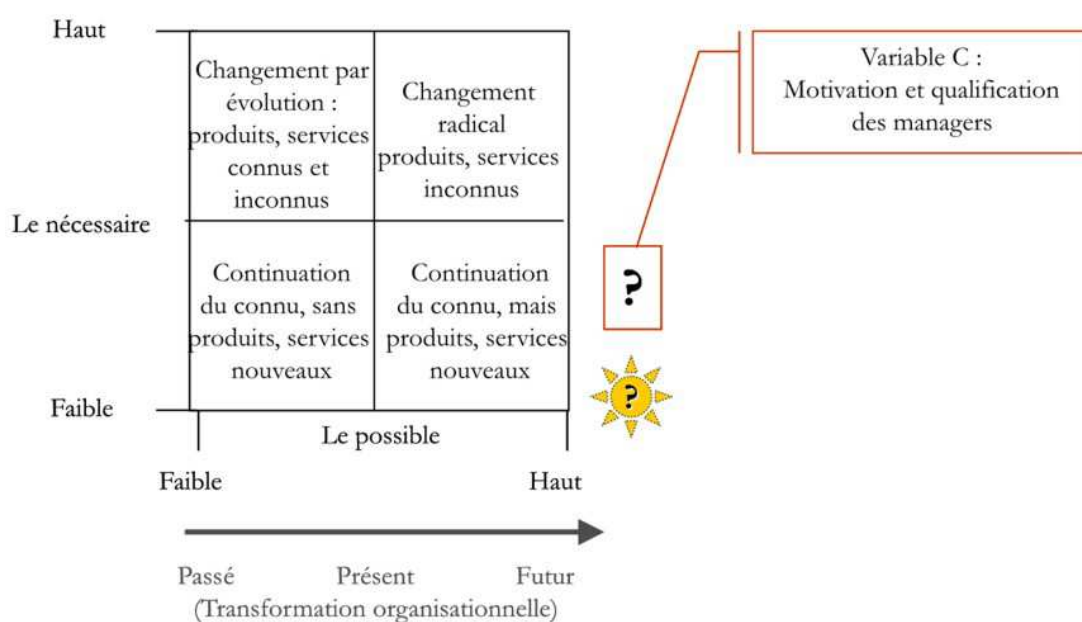 Haut
Changement par
évolution :
produits, services
connus et
inconnus
Changement
radical
produits, services
inconnus
Variable C :
Motivation et qualification
des managers
Le nécessaire
Continuation
du connu, sans
produits, services
nouveaux
Continuation
du connu, mais
produits, services
nouveaux
?
?
Faible
Le possible
Faible
Haut
Passé
Présent
Futur
(Transformation organisationnelle)